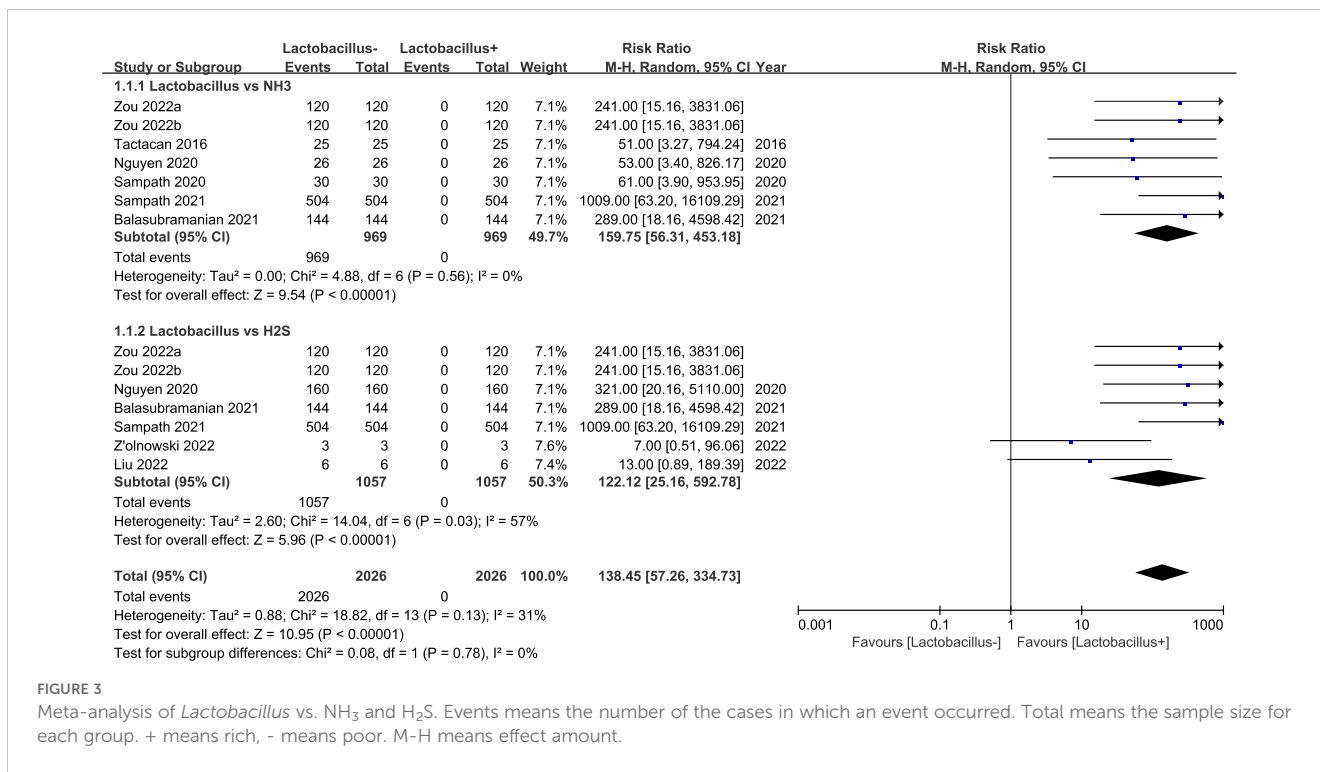 Lactobacillus- Lactobacillus+ Risk Ratio Risk Ratio
Study or Subgroup Events Total Events Total Weight M-H, Random, 95% CI Year M-H, Random, 95% CI
1.1.1 Lactobacillus vs NH3
Zou 2022a 120 120 0 120 7.1% 241.00 [15.16, 3831.06]
Zou 2022b 120 120 0 120 7.1% 241.00 [15.16, 3831.06]
Tactacan 2016 25 25 0 25 7.1% 51.00 [3.27, 794.24] 2016
Nguyen 2020 26 26 0 26 7.1% 53.00 [3.40, 826.17] 2020
Sampath 2020 30 30 0 30 7.1% 61.00 [3.90, 953.95] 2020
Sampath 2021 504 504 0 504 7.1% 1009.00 [63.20, 16109.29] 2021
Balasubramanian 2021 144 144 0 144 7.1% 289.00 [18.16, 4598.42] 2021
Subtotal (95% CI) 969 969 49.7% 159.75 [56.31, 453.18]
Total events 969 0
Heterogeneity: Tau² = 0.00; Chi² = 4.88, df = 6 (P = 0.56); I² = 0%
Test for overall effect: Z = 9.54 (P < 0.00001)
1.1.2 Lactobacillus vs H2S
Zou 2022a 120 120 0 120 7.1% 241.00 [15.16, 3831.06]
Zou 2022b 120 120 0 120 7.1% 241.00 [15.16, 3831.06]
Nguyen 2020 160 160 0 160 7.1% 321.00 [20.16, 5110.00] 2020
Balasubramanian 2021 144 144 0 144 7.1% 289.00 [18.16, 4598.42] 2021
Sampath 2021 504 504 0 504 7.1% 1009.00 [63.20, 16109.29] 2021
Z'olnowski 2022 3 3 0 3 7.6% 7.00 [0.51, 96.06] 2022
Liu 2022 6 6 0 6 7.4% 13.00 [0.89, 189.39] 2022
Subtotal (95% CI) 1057 1057 50.3% 122.12 [25.16, 592.78]
Total events 1057 0
Heterogeneity: Tau² = 2.60; Chi² = 14.04, df = 6 (P = 0.03); I² = 57%
Test for overall effect: Z = 5.96 (P < 0.00001)
Total (95% CI) 2026 2026 100.0% 138.45 [57.26, 334.73]
Total events 2026 0
Heterogeneity: Tau² = 0.88; Chi² = 18.82, df = 13 (P = 0.13); I² = 31%
Test for overall effect: Z = 10.95 (P < 0.00001)
Test for subgroup differences: Chi² = 0.08, df = 1 (P = 0.78), I² = 0%
0.001 0.1 1 10 1000
Favours [Lactobacillus-] Favours [Lactobacillus+]
FIGURE 3
Meta-analysis of Lactobacillus vs. NH₃ and H₂S. Events means the number of the cases in which an event occurred. Total means the sample size for
each group. + means rich, - means poor. M-H means effect amount.